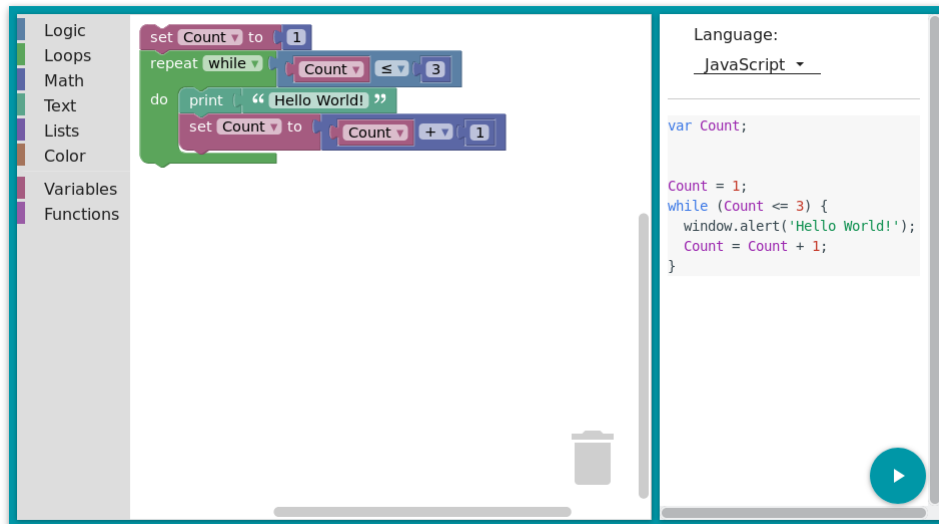 Logic
Loops
Math
Text
Lists
Color
Variables
Functions
set Count to 1
repeat while Count ≤ 3
do print “ Hello World! ”
set Count to Count + 1
Language:
JavaScript
var Count;
Count = 1;
while (Count <= 3) {
  window.alert('Hello World!');
  Count = Count + 1;
}